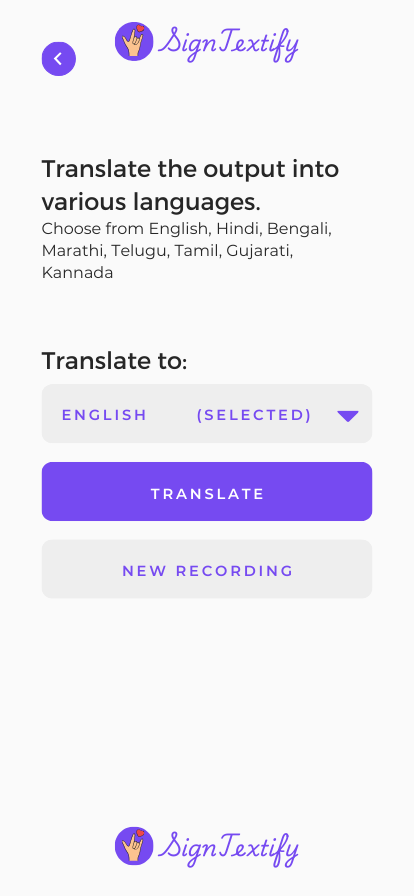 SignTextify
Translate the output into
various languages.
Choose from English, Hindi, Bengali,
Marathi, Telugu, Tamil, Gujarati,
Kannada
Translate to:
ENGLISH (SELECTED)
TRANSLATE
NEW RECORDING
SignTextify